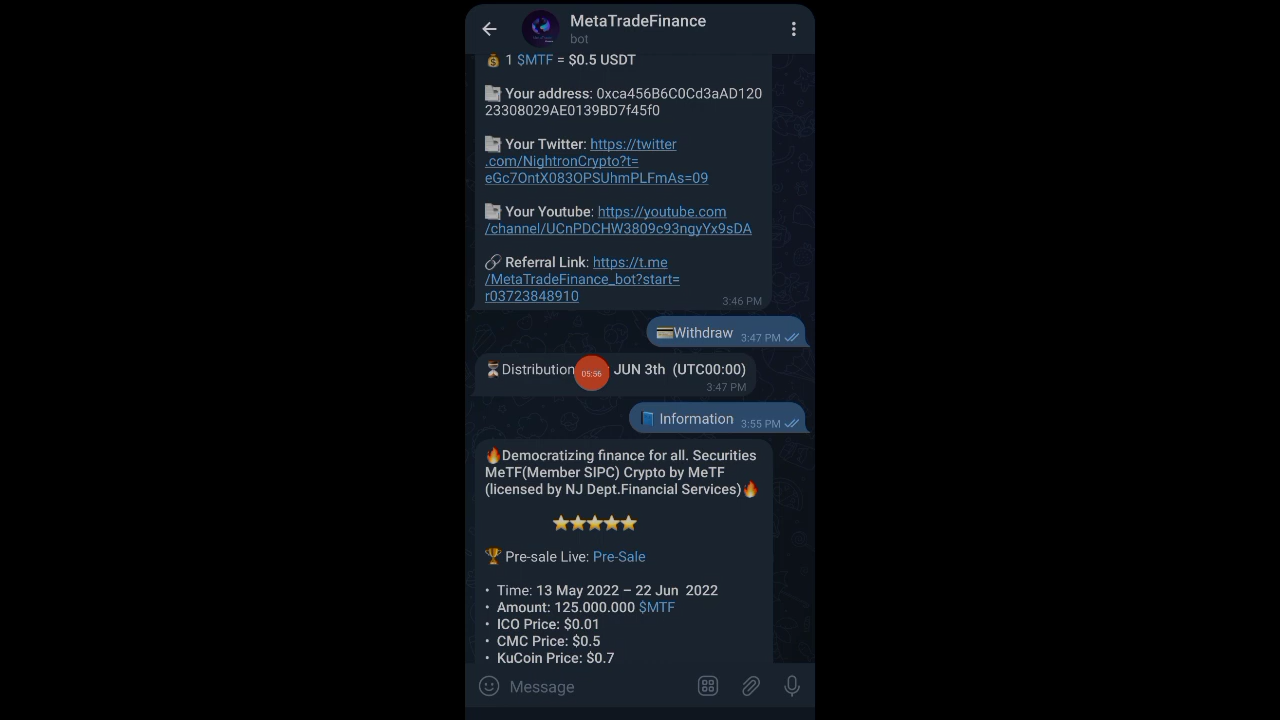 MetaTradeFinance
bot
💰 1 $MTF = $0.5 USDT
Your address: 0xca456B6C0Cd3aAD120
23308029AE0139BD7f45f0
Your Twitter: https://twitter
.com/NightronCrypto?t=
eGc7OntX083OPSUhmPLFmAs=09
Your Youtube: https://youtube.com
/channel/UCnPDCHW3809c93ngyYx9sDA
🔗 Referral Link: https://t.me
/MetaTradeFinance_bot?start=
r03723848910
3:46 PM
💳Withdraw 3:47 PM
⏳Distribution JUN 3th (UTC00:00)
05:56
3:47 PM
📘 Information 3:55 PM
🔥Democratizing finance for all. Securities
MeTF(Member SIPC) Crypto by MeTF
(licensed by NJ Dept.Financial Services)🔥
⭐⭐⭐⭐⭐
🏆 Pre-sale Live: Pre-Sale
• Time: 13 May 2022 – 22 Jun 2022
• Amount: 125.000.000 $MTF
• ICO Price: $0.01
• CMC Price: $0.5
• KuCoin Price: $0.7
Message